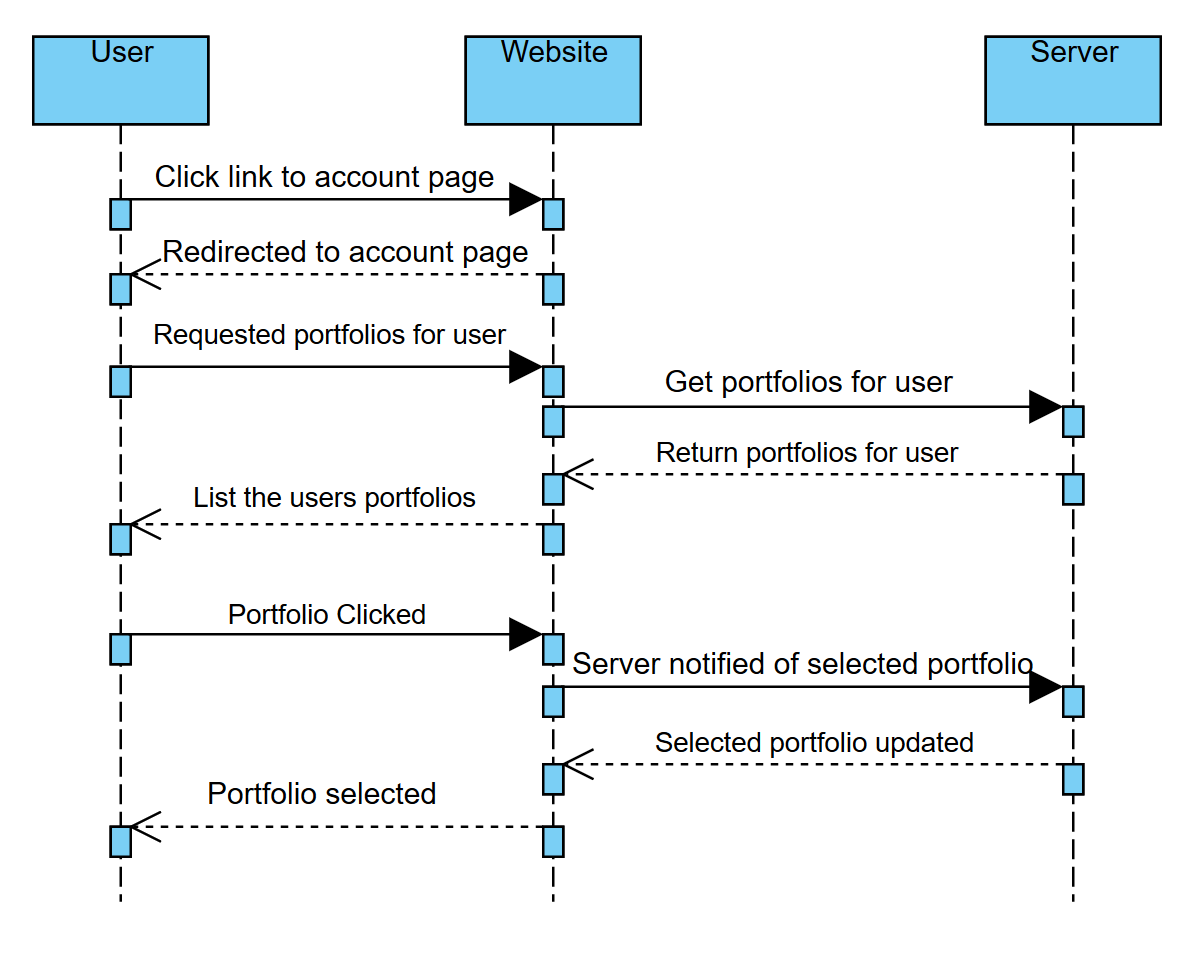 User
Website
Server
Click link to account page
Redirected to account page
Requested portfolios for user
Get portfolios for user
Return portfolios for user
List the users portfolios
Portfolio Clicked
Server notified of selected portfolio
Selected portfolio updated
Portfolio selected